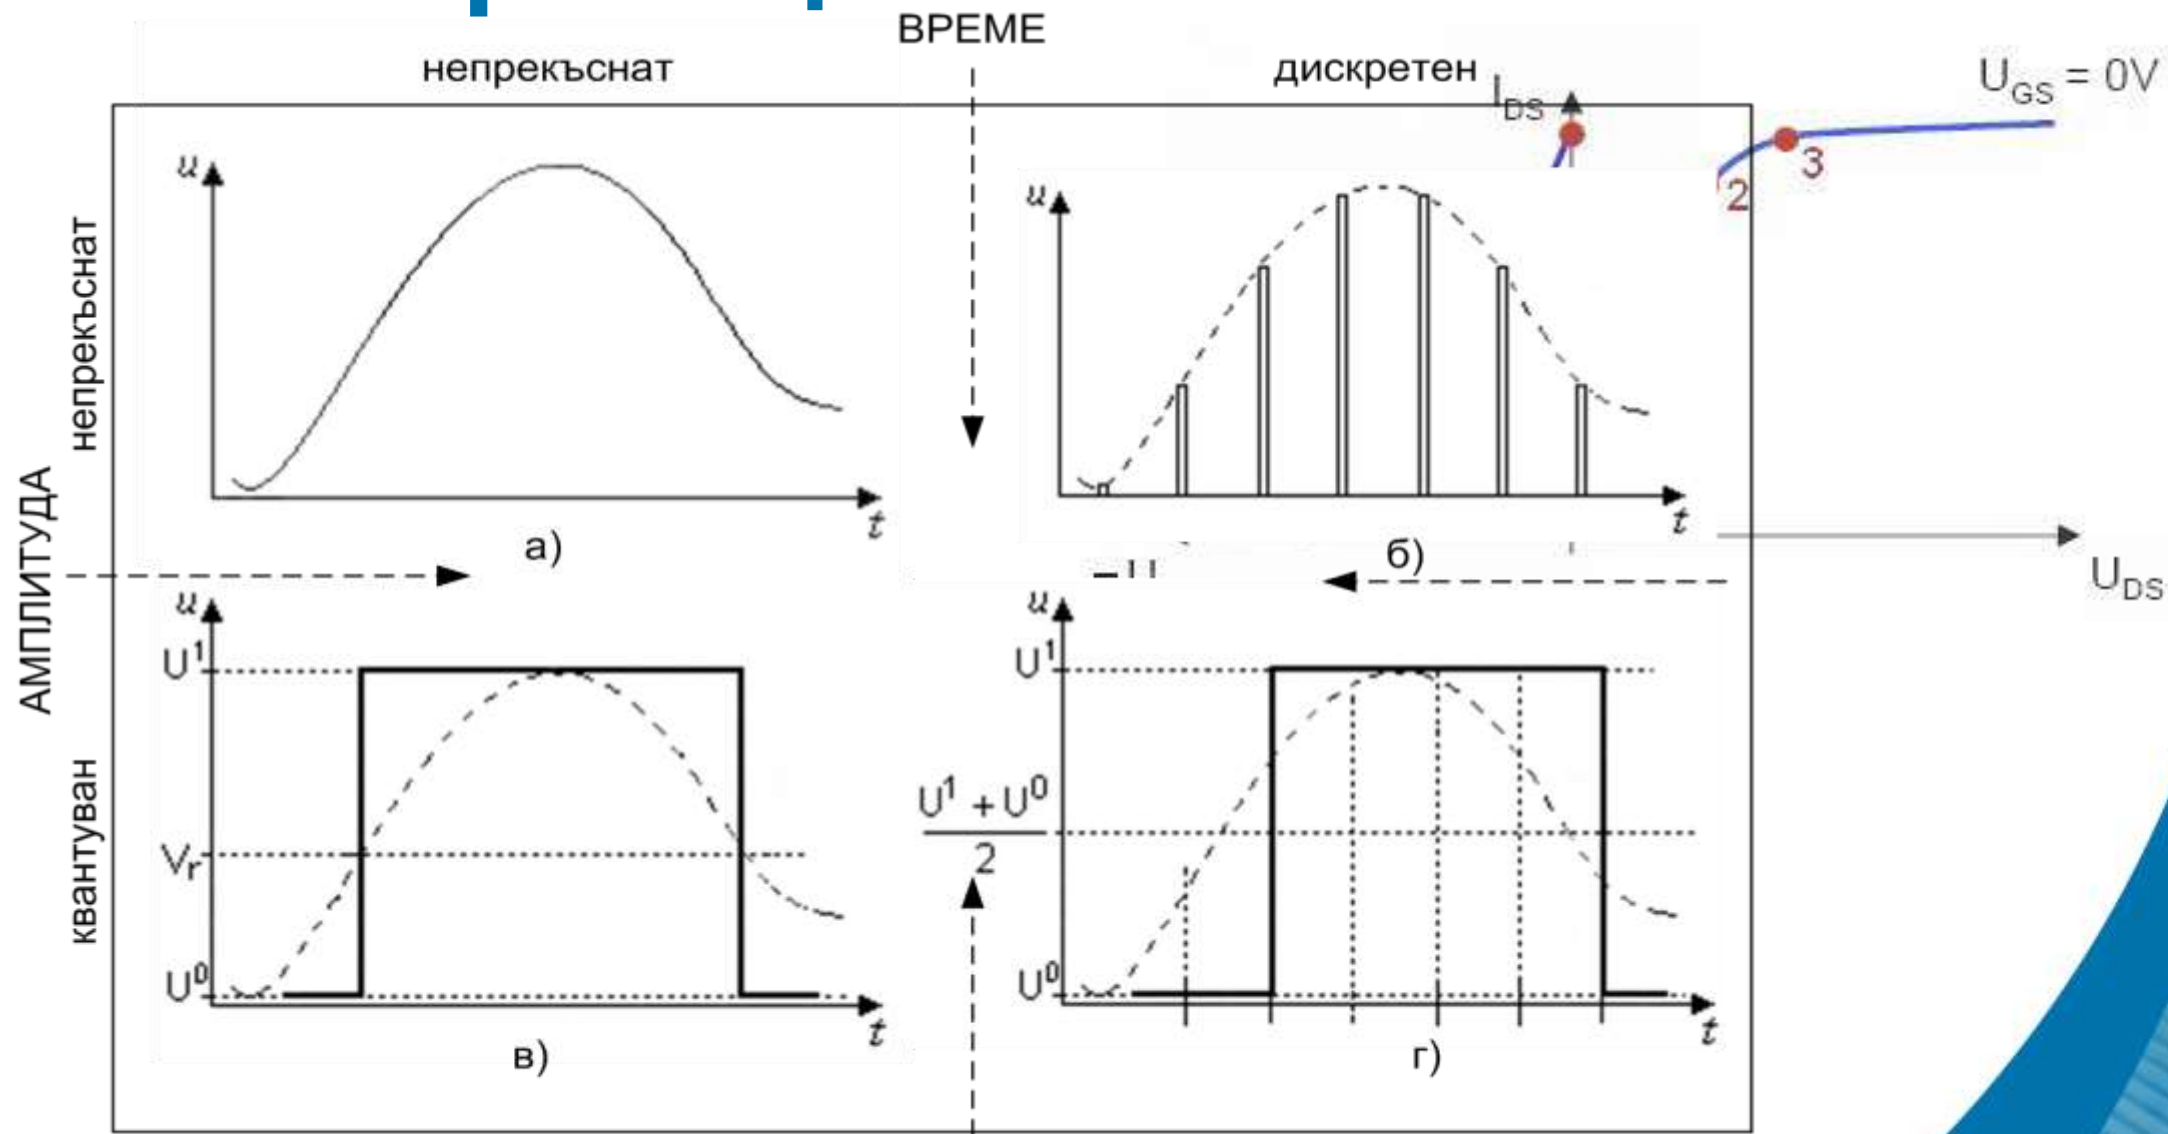 ВРЕМЕ
непрекъснат
дискретен
I_DS
U_GS = 0V
3
2
АМПЛИТУДА
непрекъснат
u
t
а)
u
t
б)
U_DS
квантуван
u
U¹
V_r
U⁰
t
в)
u
U¹
U¹ + U⁰
2
U⁰
t
г)